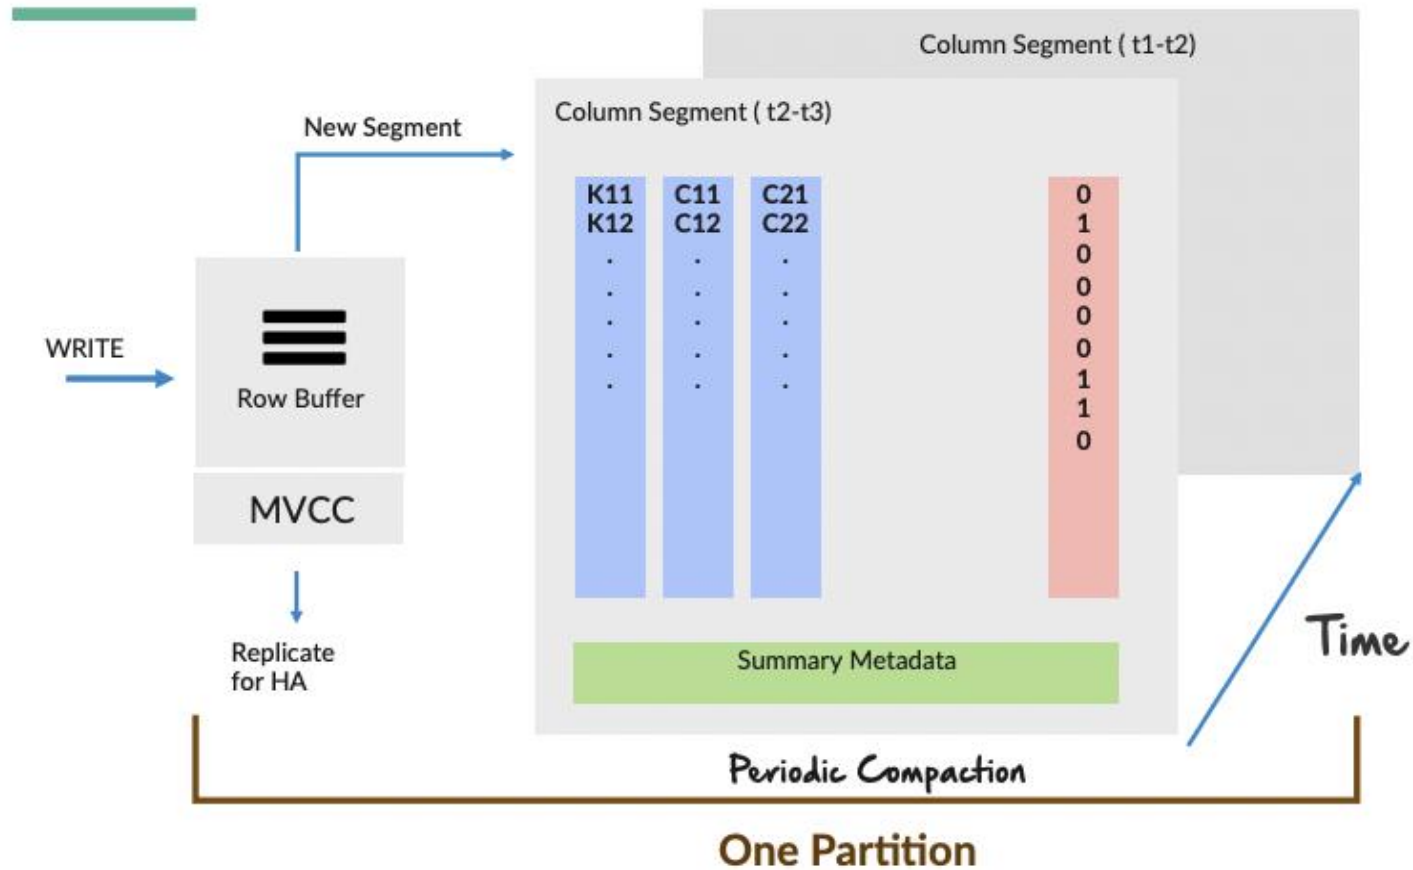 Column Segment ( t1-t2)
Column Segment ( t2-t3)
New Segment
K11 C11 C21 0
K12 C12 C22 1
. . . 0
. . . 0
. . . 0
. . . 0
. . . 1
1
0
WRITE
Row Buffer
MVCC
Replicate
for HA
Summary Metadata
Time
Periodic Compaction
One Partition